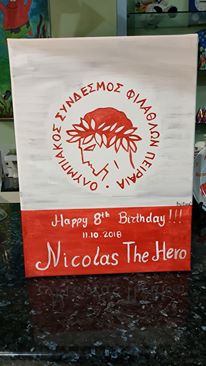 ΟΛΥΜΠΙΑΚΟΣ ΣΥΝΔΕΣΜΟΣ ΦΙΛΑΘΛΩΝ ΠΕΙΡΑΙΑ
Happy 8th Birthday!!!
11.10.2018
Nicolas The Hero